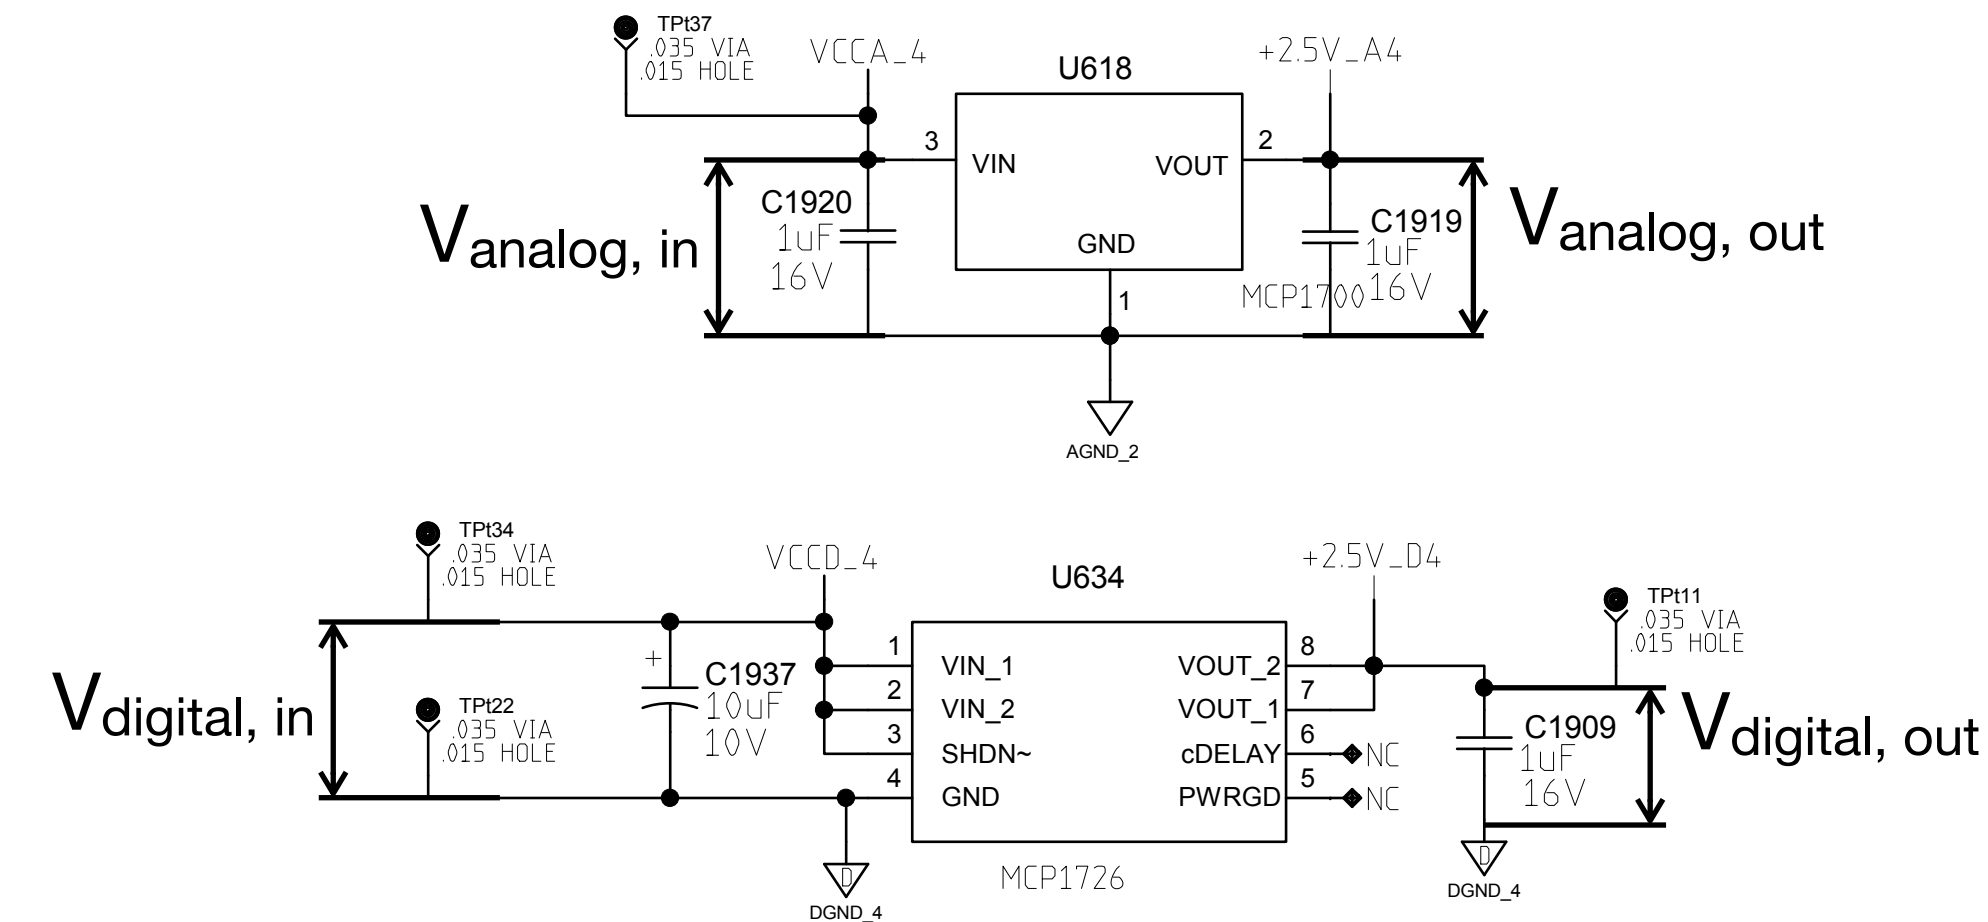 TPt37
.035 VIA
.015 HOLE
VCCA_4
U618
+2.5V_A4
3
VIN
VOUT
2
GND
1
C1920
1uF
16V
C1919
1uF
16V
MCP1700
Vanalog, in
Vanalog, out
AGND_2
TPt34
.035 VIA
.015 HOLE
VCCD_4
U634
+2.5V_D4
TPt11
.035 VIA
.015 HOLE
+
C1937
10uF
10V
TPt22
.035 VIA
.015 HOLE
Vdigital, in
1
VIN_1
VOUT_2
8
2
VIN_2
VOUT_1
7
3
SHDN~
cDELAY
6
NC
4
GND
PWRGD
5
NC
C1909
1uF
16V
Vdigital, out
MCP1726
D
DGND_4
D
DGND_4